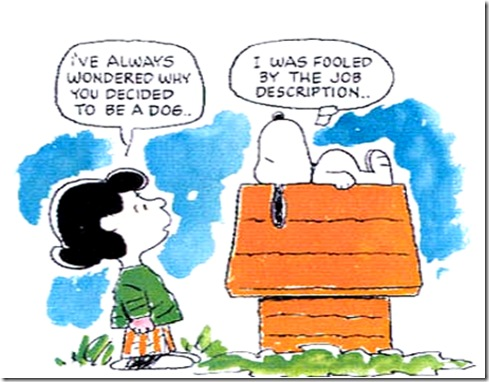 I'VE ALWAYS
WONDERED WHY
YOU DECIDED
TO BE A DOG..
I WAS FOOLED
BY THE JOB
DESCRIPTION..